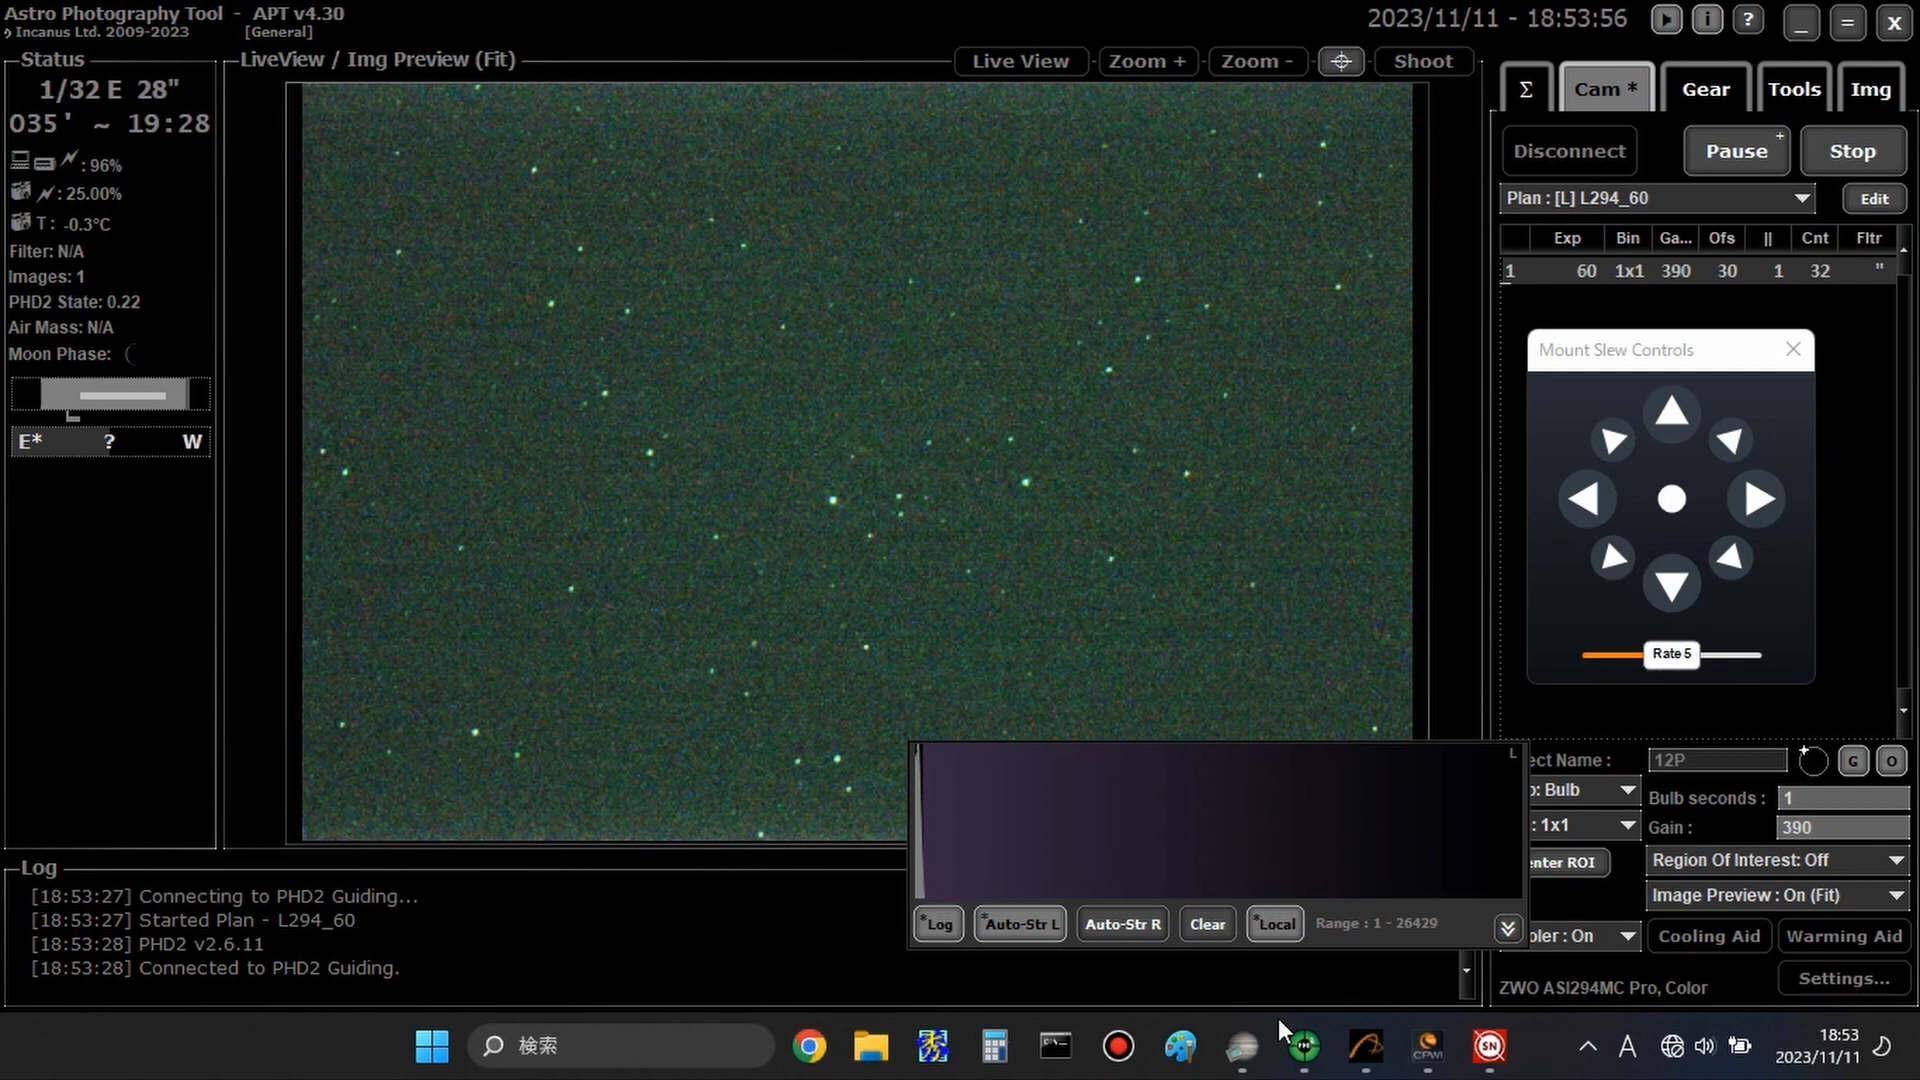 Astro Photography Tool - APT v4.30
Incanus Ltd. 2009-2023 [General]
2023/11/11 - 18:53:56
i ? _ = x
Status
1/32 E 28"
035' ~ 19:28
: 96%
: 25.00%
T: -0.3°C
Filter: N/A
Images: 1
PHD2 State: 0.22
Air Mass: N/A
Moon Phase:
E* ? W
LiveView / Img Preview (Fit)
Live View Zoom + Zoom - Shoot
Σ Cam * Gear Tools Img
Disconnect Pause + Stop
Plan : [L] L294_60 Edit
Exp Bin Ga... Ofs || Cnt Fltr
1 60 1x1 390 30 1 32 "
Mount Slew Controls
Rate 5
ect Name : 12P G O
: Bulb Bulb seconds : 1
: 1x1 Gain : 390
enter ROI Region Of Interest: Off
Image Preview : On (Fit)
oler : On Cooling Aid Warming Aid
ZWO ASI294MC Pro, Color Settings...
L
*Log *Auto-Str L Auto-Str R Clear *Local Range : 1 - 26429
Log
[18:53:27] Connecting to PHD2 Guiding...
[18:53:27] Started Plan - L294_60
[18:53:28] PHD2 v2.6.11
[18:53:28] Connected to PHD2 Guiding.
検索
CPWI
SN
A
18:53
2023/11/11